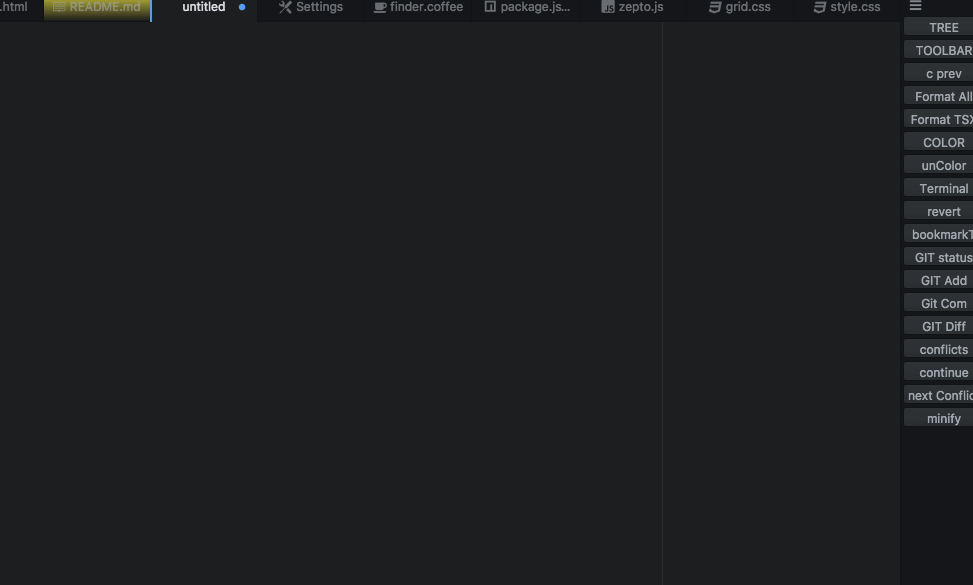 .html README.md untitled Settings finder.coffee package.js... zepto.js grid.css style.css
TREE
TOOLBAR
c prev
Format All
Format TSX
COLOR
unColor
Terminal
revert
bookmarkT
GIT status
GIT Add
Git Com
GIT Diff
conflicts
continue
next Conflic
minify